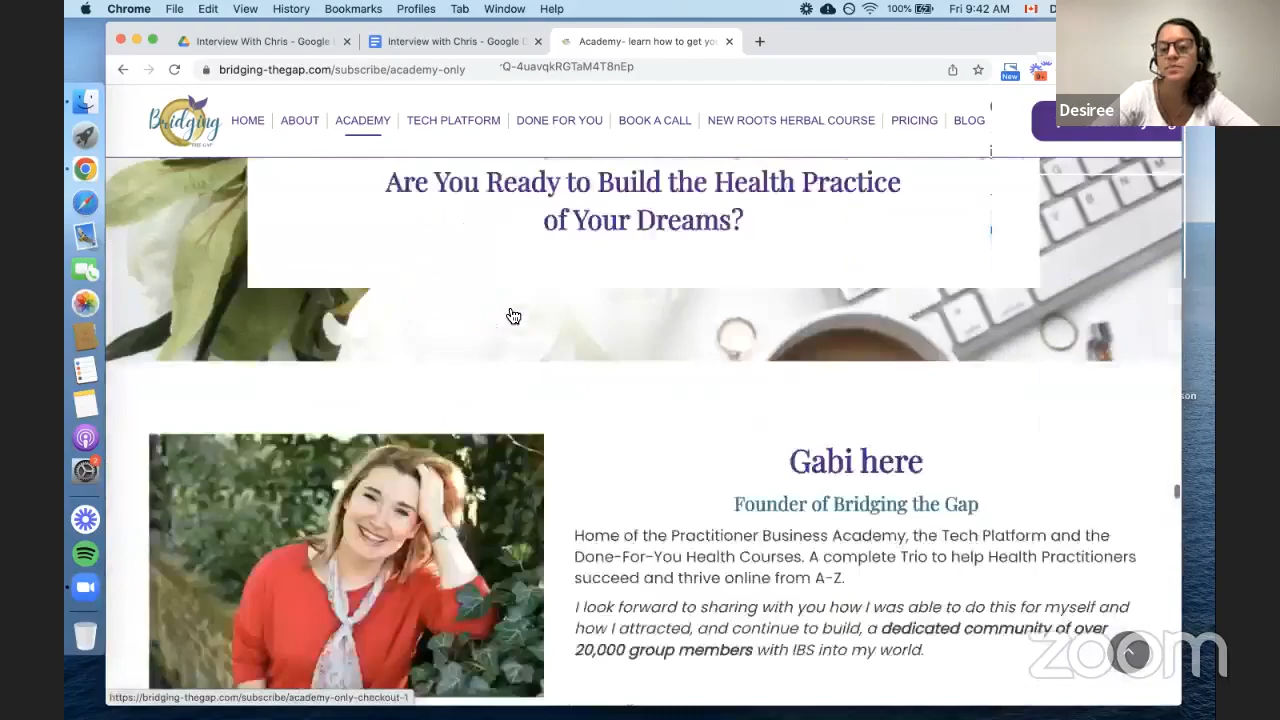 Chrome File Edit View History Bookmarks Profiles Tab Window Help 100% Fri 9:42 AM
Interview With Chris - Google
Interview with Chris - Google
Academy- learn how to get yo
bridging-thegap.com/subscribe/academy-only
Q-4uavqkRGTaM4T8nEp
New
9+
Desiree
Bridging
THE GAP
HOME ABOUT ACADEMY TECH PLATFORM DONE FOR YOU BOOK A CALL NEW ROOTS HERBAL COURSE PRICING BLOG
Are You Ready to Build the Health Practice
of Your Dreams?
son
Gabi here
Founder of Bridging the Gap
Home of the Practitioner Business Academy, the Tech Platform and the
Done-For-You Health Courses. A Complete Trio to help Health Practitioners
succeed and thrive online from A-Z.
I look forward to sharing with you how I was able to do this for myself and
how I attracted, and continue to build, a dedicated community of over
20,000 group members with IBS into my world.
zoom
https://bridging-thegap.com/subscribe/academy-only-checkout-1